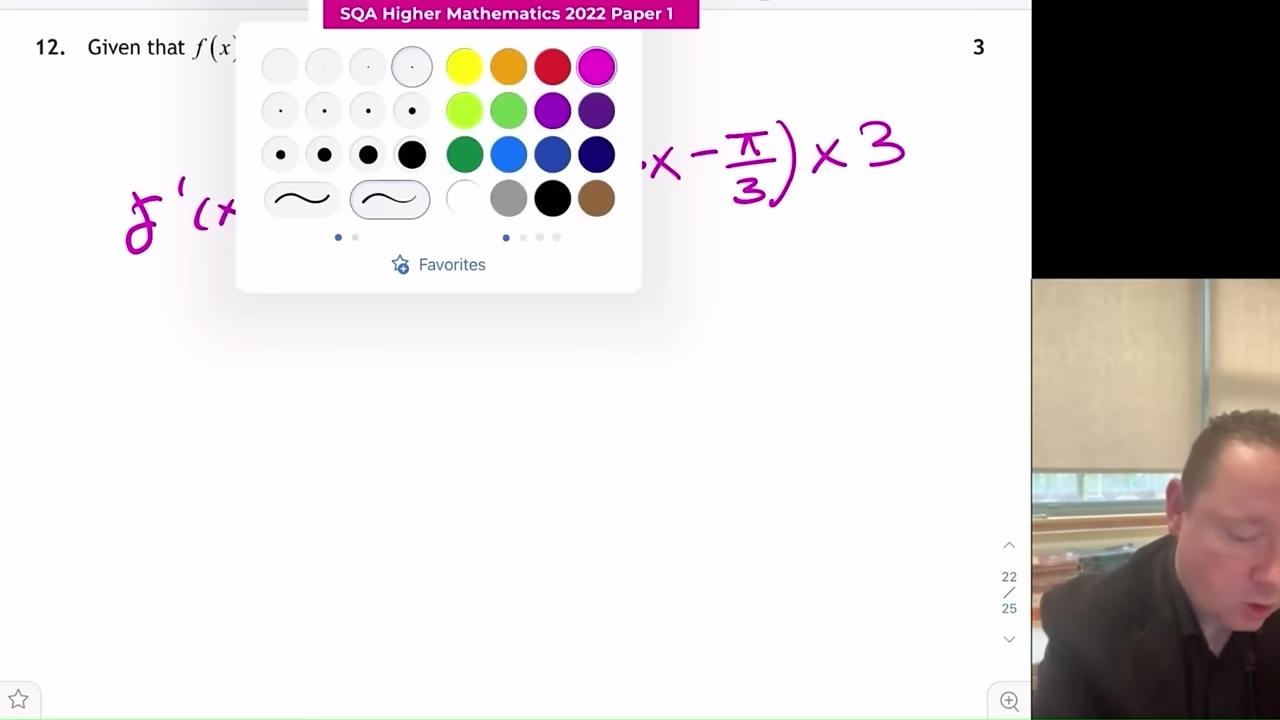 SQA Higher Mathematics 2022 Paper 1
12. Given that f(x) 3
f'(x x - π/3) × 3
Favorites
22
/
25